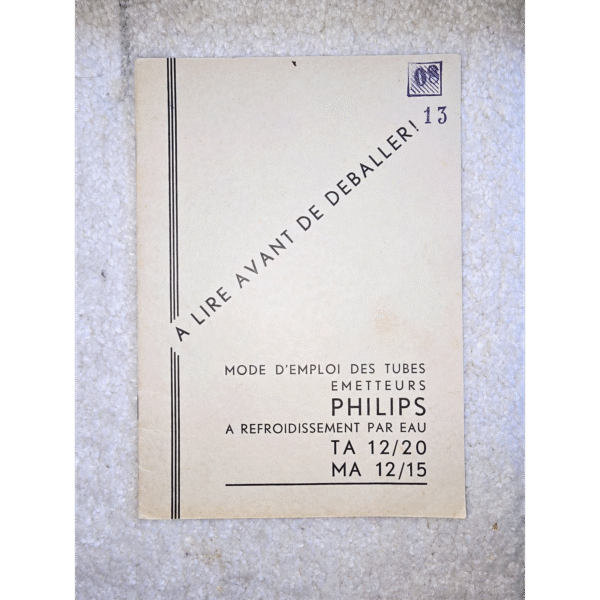 08
13
A LIRE AVANT DE DEBALLER!
MODE D'EMPLOI DES TUBES
EMETTEURS
PHILIPS
A REFROIDISSEMENT PAR EAU
TA 12/20
MA 12/15